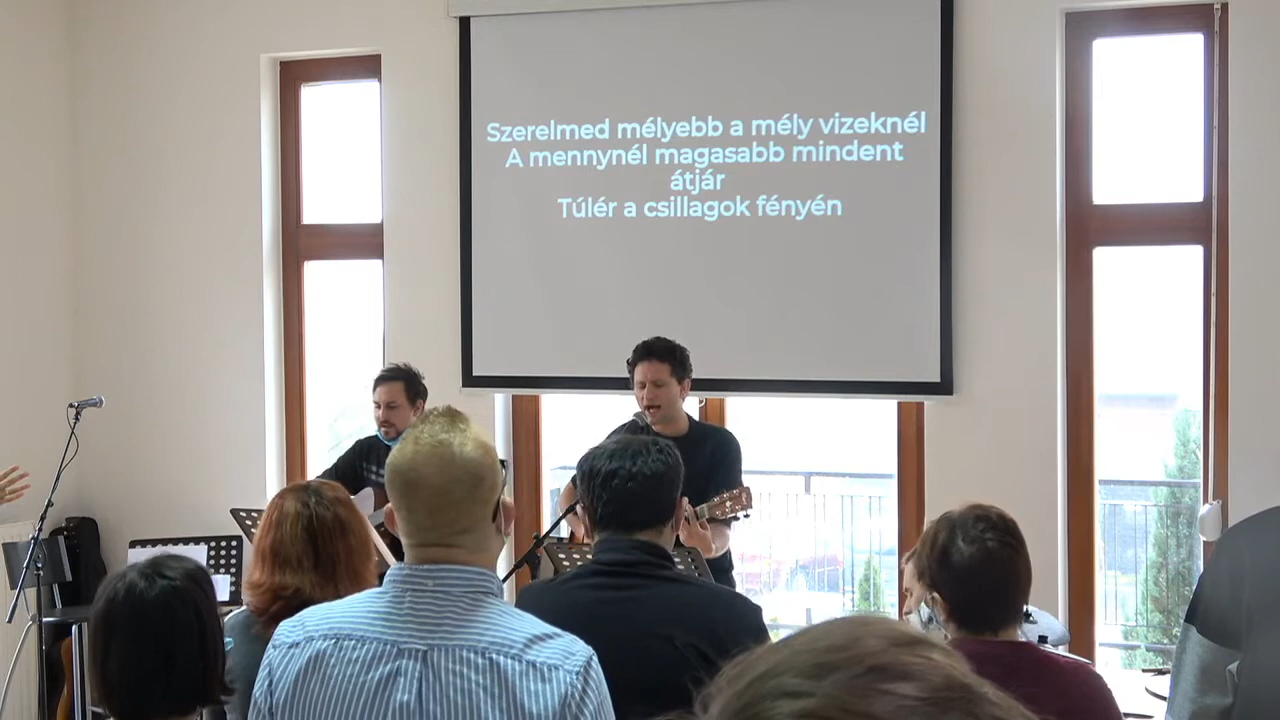 Szerelmed mélyebb a mély vizeknél
A mennynél magasabb mindent
átjár
Túlér a csillagok fényén